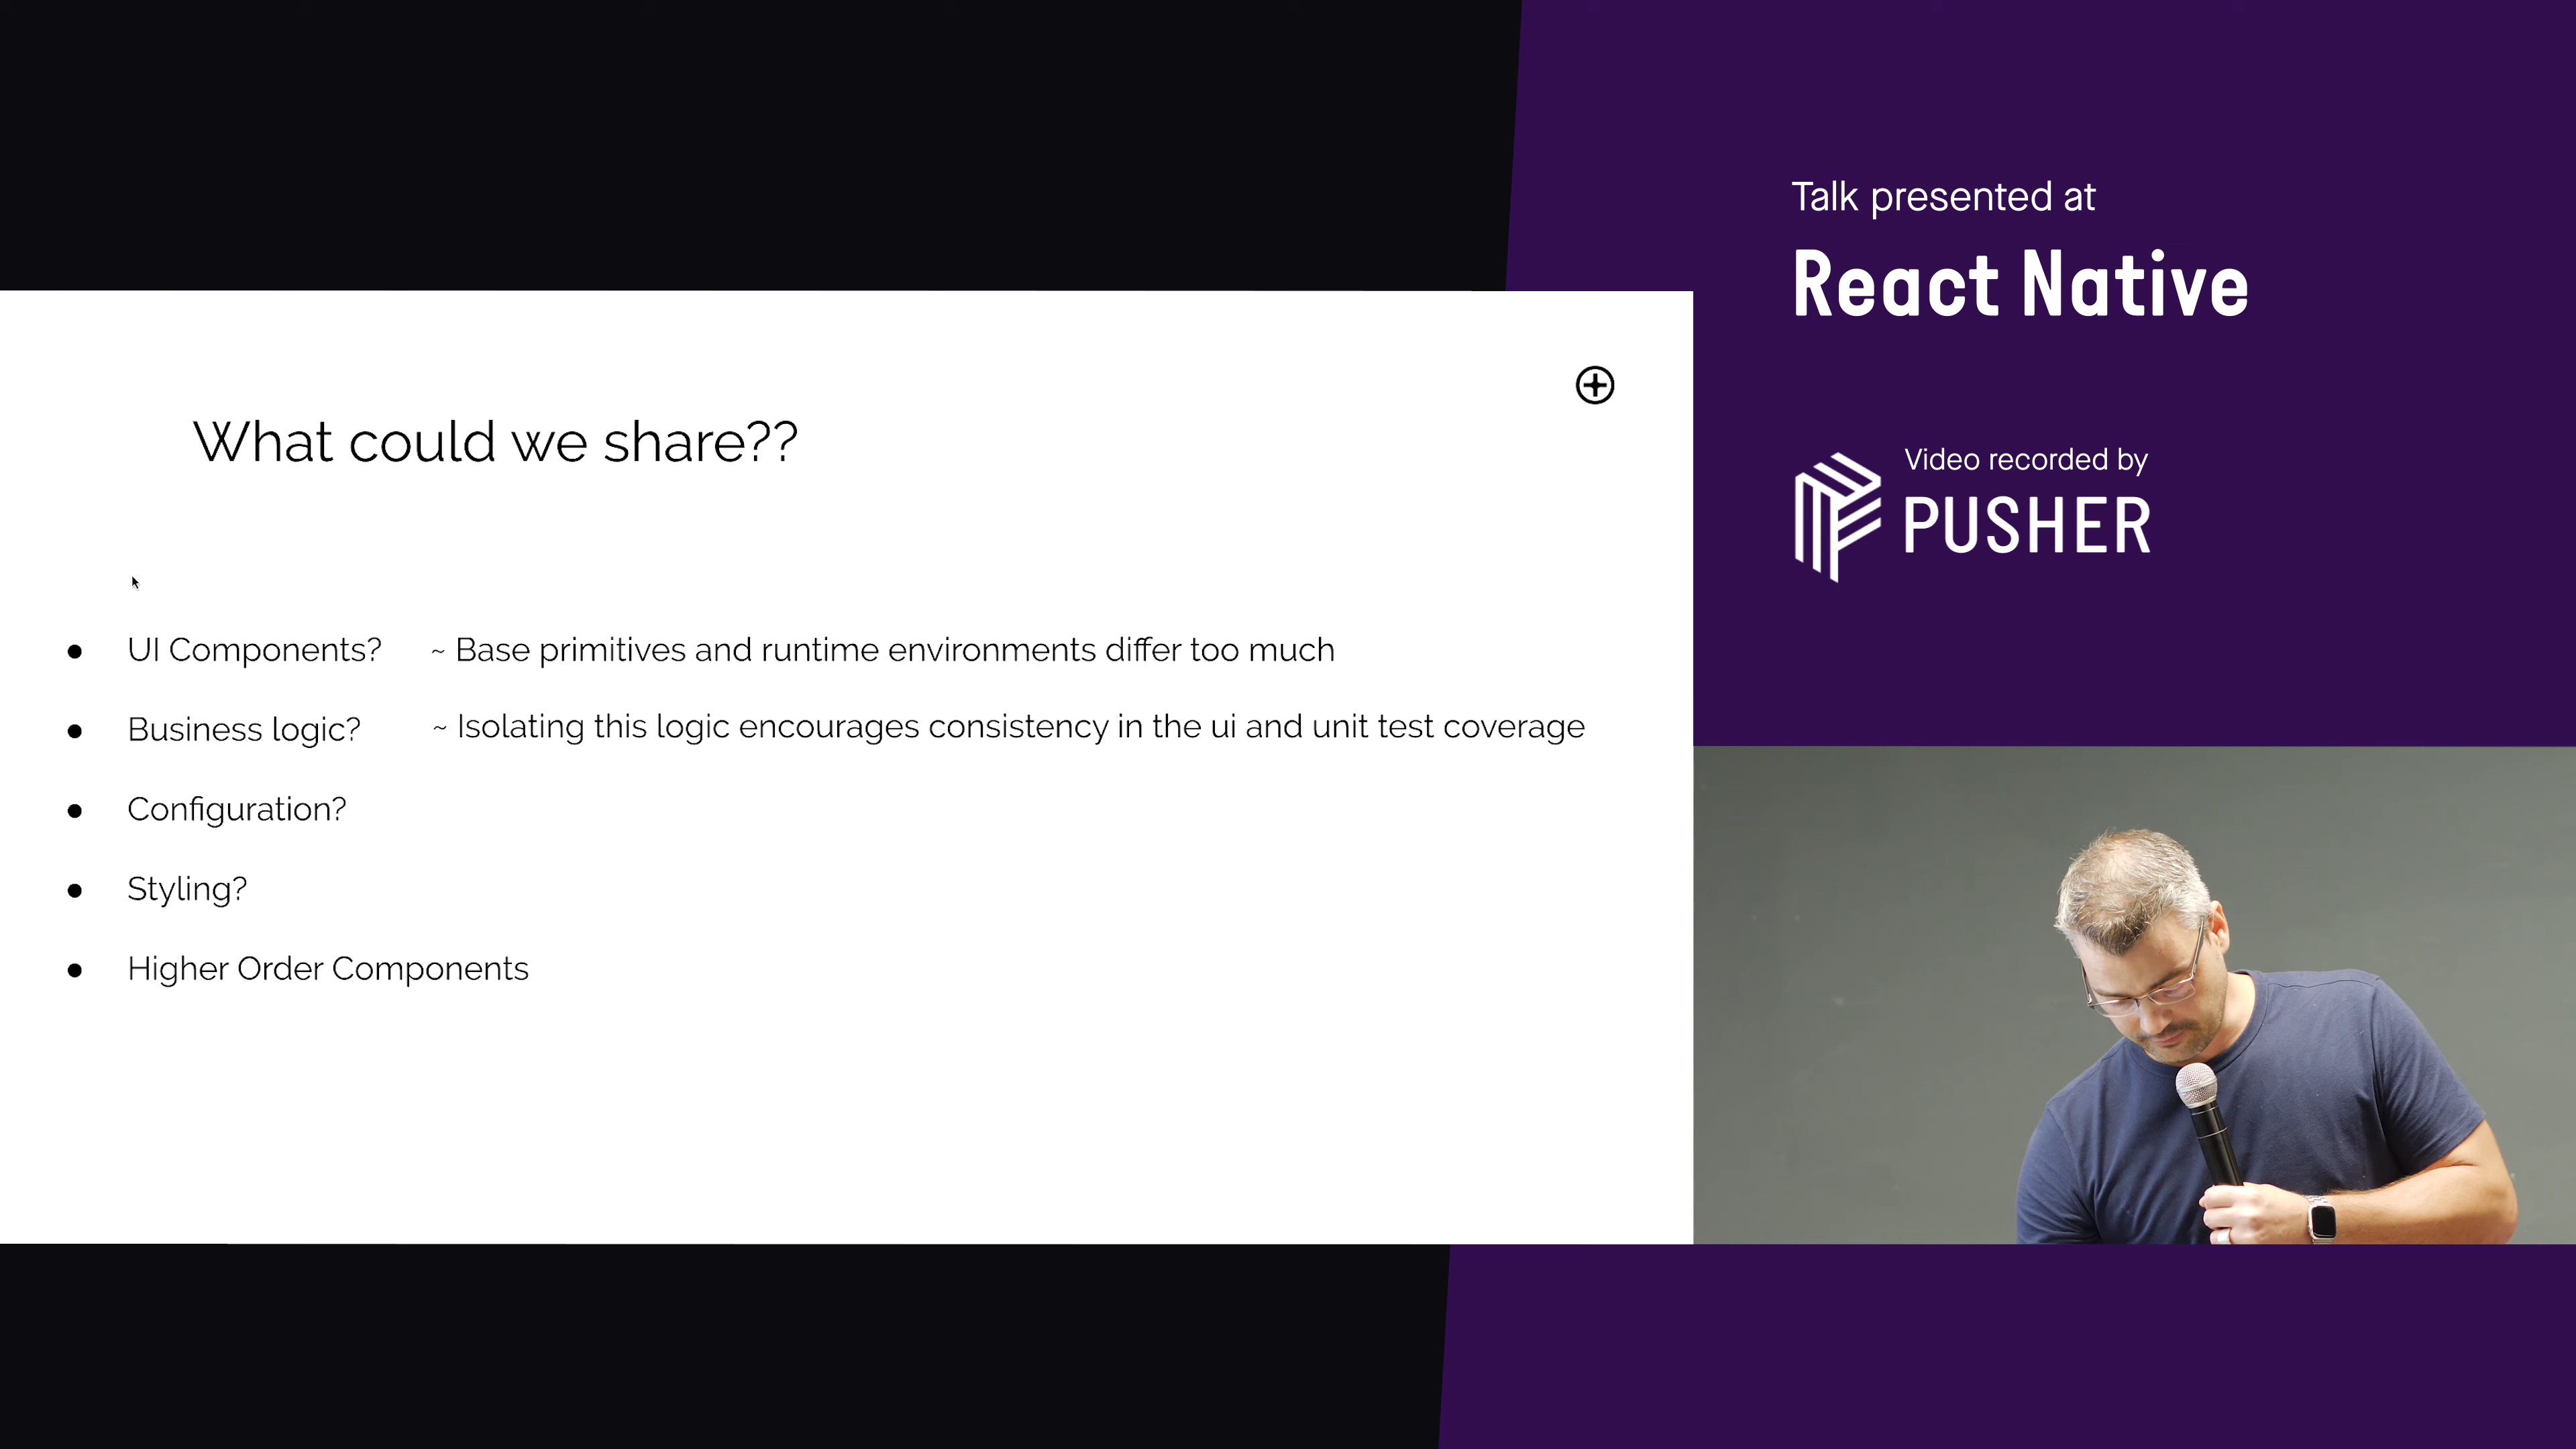 Talk presented at
React Native
Video recorded by
PUSHER
What could we share??
● UI Components? ~ Base primitives and runtime environments differ too much
● Business logic? ~ Isolating this logic encourages consistency in the ui and unit test coverage
● Configuration?
● Styling?
● Higher Order Components